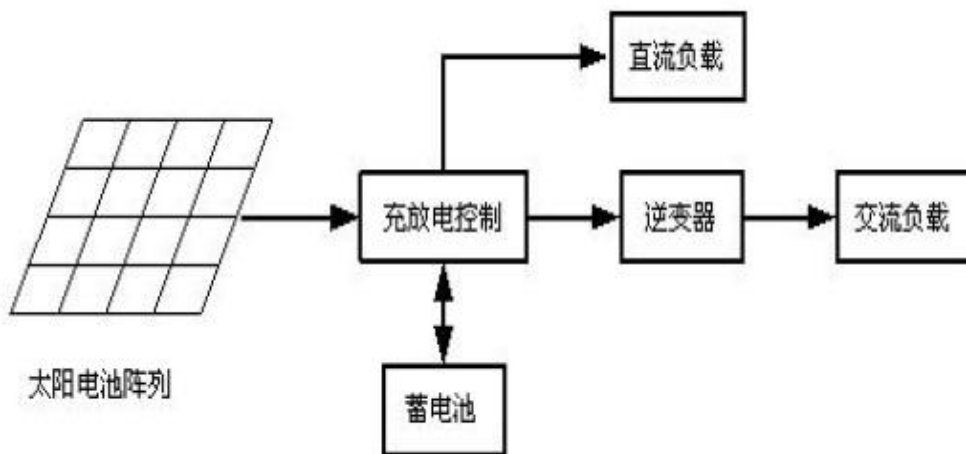 直流负载
充放电控制
逆变器
交流负载
太阳电池阵列
蓄电池